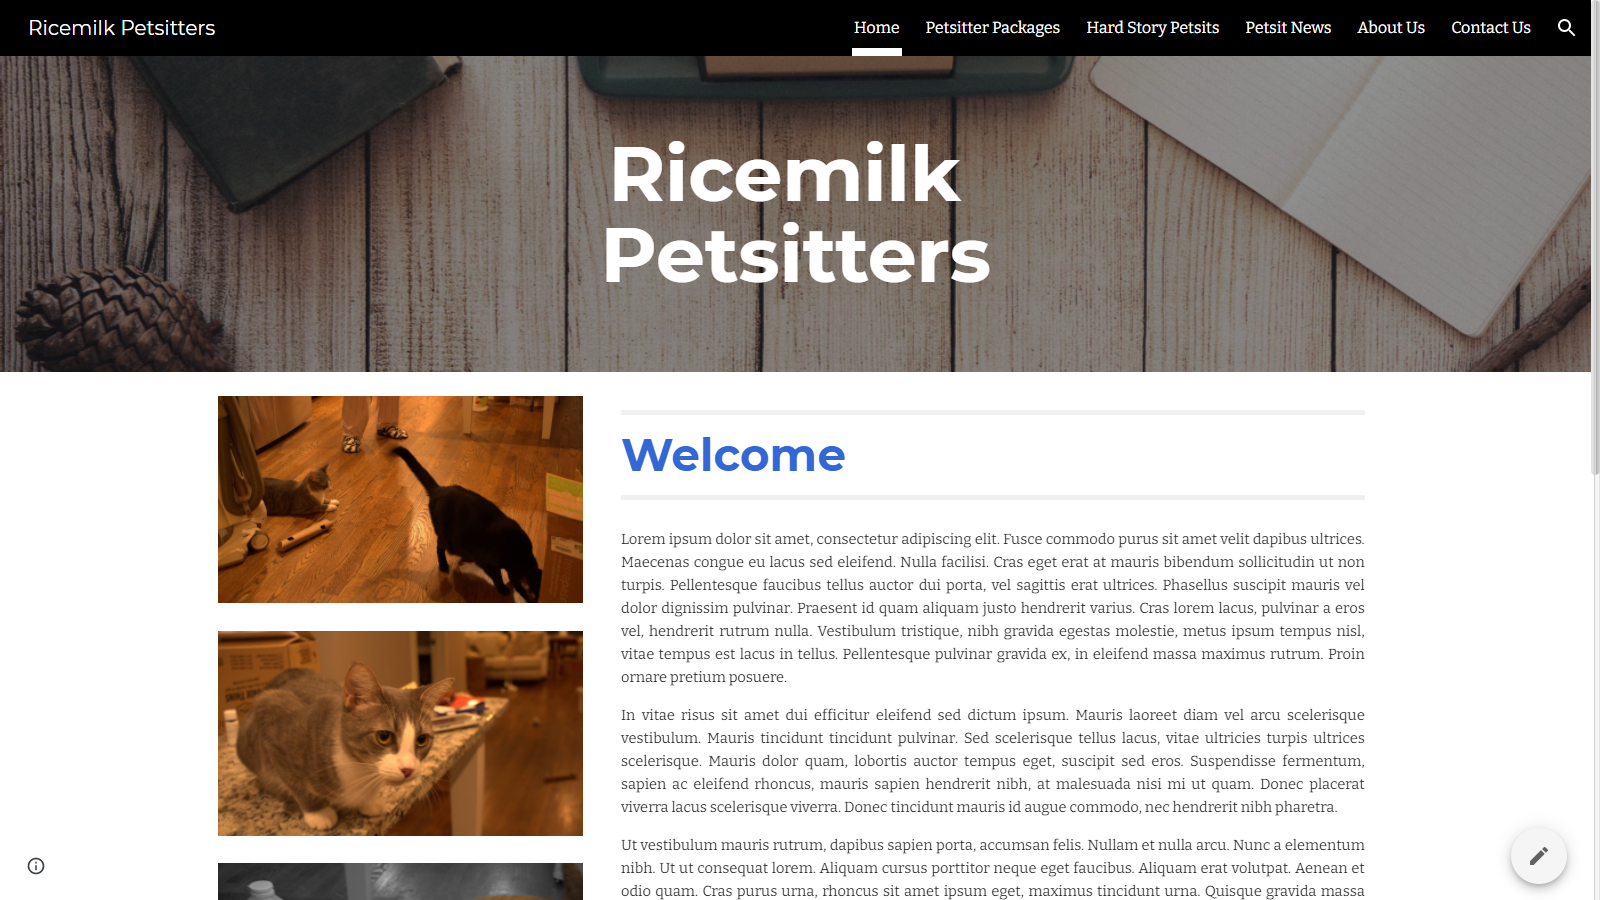 Ricemilk Petsitters
Home Petsitter Packages Hard Story Petsits Petsit News About Us Contact Us
Ricemilk
Petsitters
Welcome
Lorem ipsum dolor sit amet, consectetur adipiscing elit. Fusce commodo purus sit amet velit dapibus ultrices.
Maecenas congue eu lacus sed eleifend. Nulla facilisi. Cras eget erat at mauris bibendum sollicitudin ut non
turpis. Pellentesque faucibus tellus auctor dui porta, vel sagittis erat ultrices. Phasellus suscipit mauris vel
dolor dignissim pulvinar. Praesent id quam aliquam justo hendrerit varius. Cras lorem lacus, pulvinar a eros
vel, hendrerit rutrum nulla. Vestibulum tristique, nibh gravida egestas molestie, metus ipsum tempus nisl,
vitae tempus est lacus in tellus. Pellentesque pulvinar gravida ex, in eleifend massa maximus rutrum. Proin
ornare pretium posuere.
In vitae risus sit amet dui efficitur eleifend sed dictum ipsum. Mauris laoreet diam vel arcu scelerisque
vestibulum. Mauris tincidunt tincidunt pulvinar. Sed scelerisque tellus lacus, vitae ultricies turpis ultrices
scelerisque. Mauris dolor quam, lobortis auctor tempus eget, suscipit sed eros. Suspendisse fermentum,
sapien ac eleifend rhoncus, mauris sapien hendrerit nibh, at malesuada nisi mi ut quam. Donec placerat
viverra lacus scelerisque viverra. Donec tincidunt mauris id augue commodo, nec hendrerit nibh pharetra.
Ut vestibulum mauris rutrum, dapibus sapien porta, accumsan felis. Nullam et nulla arcu. Nunc a elementum
nibh. Ut ut consequat lorem. Aliquam cursus porttitor neque eget faucibus. Aliquam erat volutpat. Aenean et
odio quam. Cras purus urna, rhoncus sit amet ipsum eget, maximus tincidunt urna. Quisque gravida massa